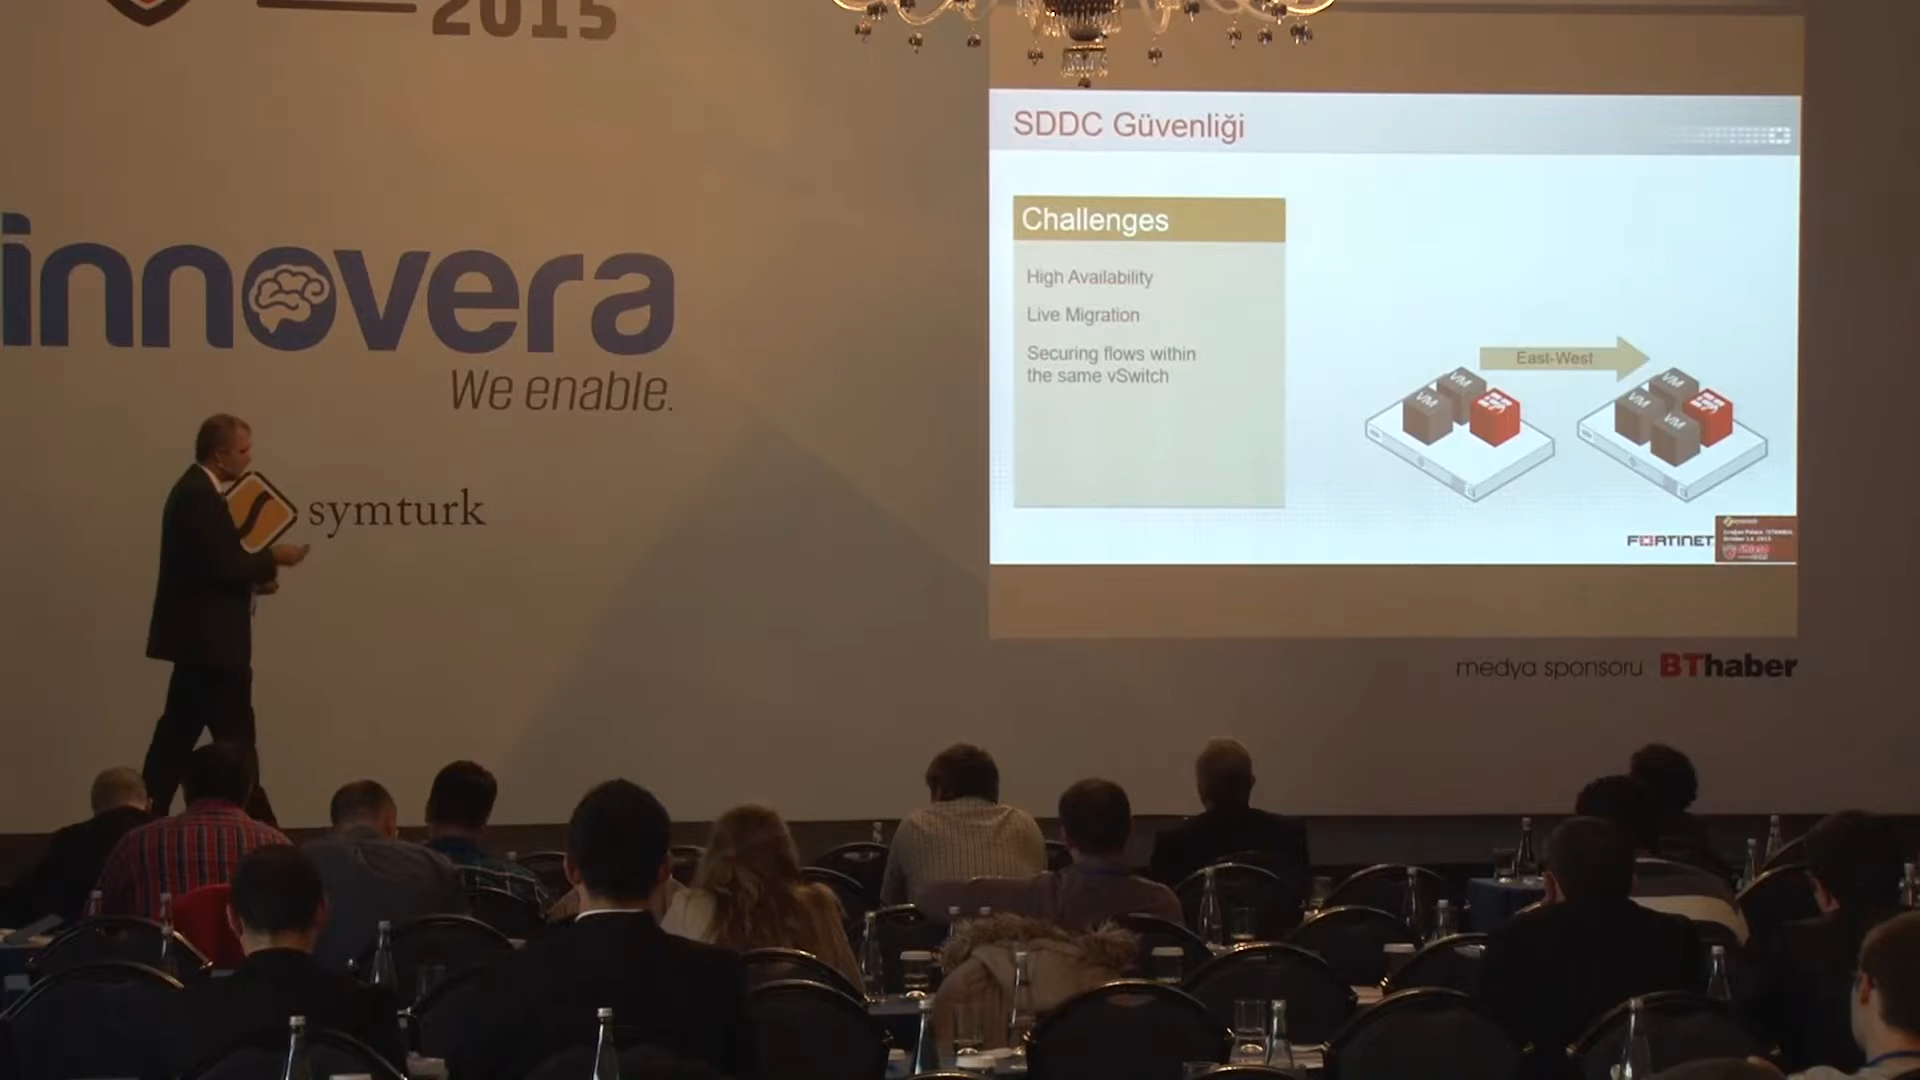 2015
innovera
We enable.
symturk
SDDC Güvenliği
Challenges
High Availability
Live Migration
Securing flows within
the same vSwitch
East-West
VM
VM
VM
VM
VM
FORTINET
medya sponsoru BThaber